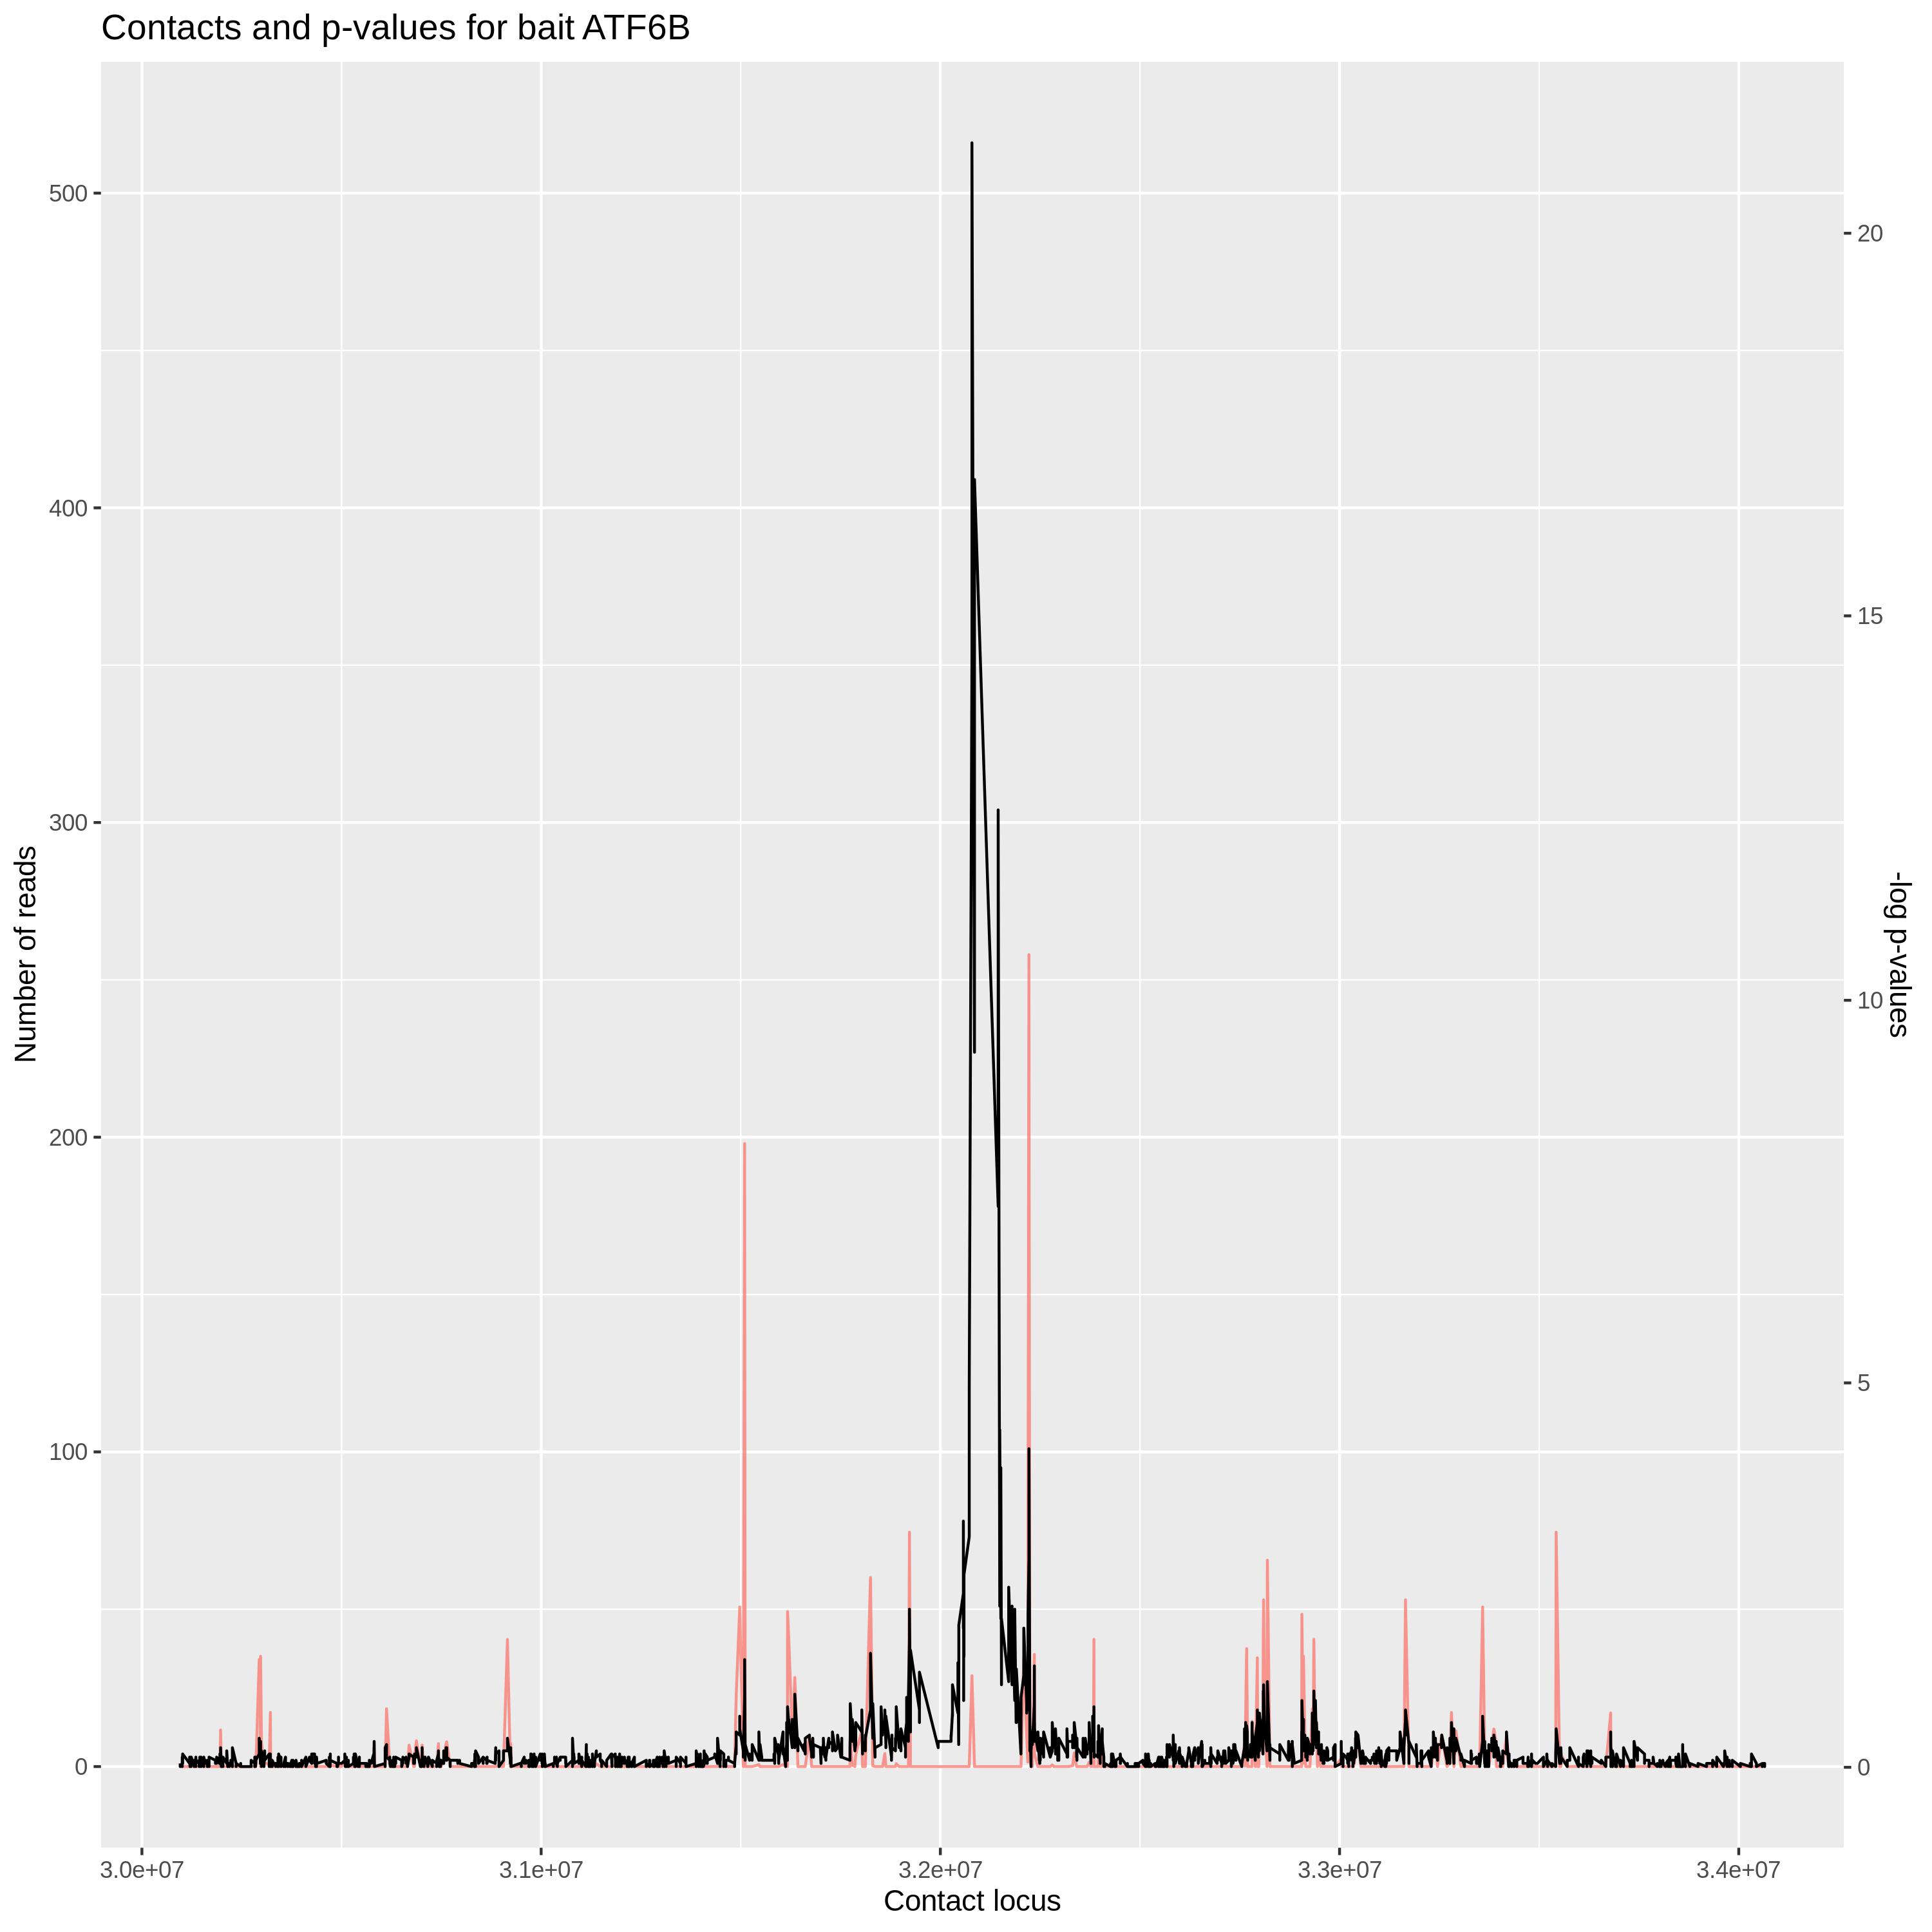 Contacts and p-values for bait ATF6B
500
400
300
200
100
0
Number of reads
20
15
10
5
0
-log p-values
3.0e+07
3.1e+07
3.2e+07
3.3e+07
3.4e+07
Contact locus